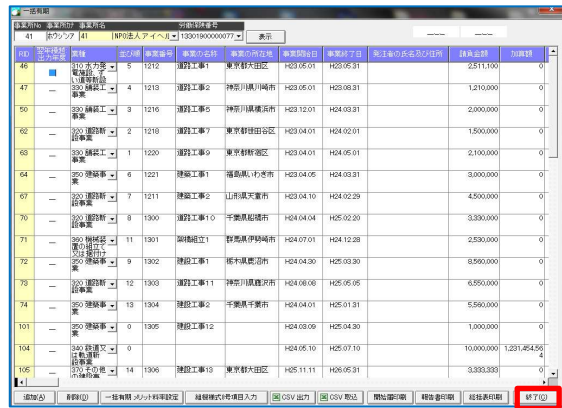 一括有期
事業所No 事業所カナ 事業所名 労働保険番号
41 ホウシンフ 41 NPO法人アイヘル 13301900000077 表示
RID 翌年繰越出力年度 業種 並び順 事業番号 事業の名称 事業の所在地 事業開始日 事業終了日 発注者の氏名及び住所 請負金額 加算額
46 310 水力発電施設、ずい道等新設 5 1212 道路工事1 東京都大田区 H23.05.01 H23.05.31 2,511,100 0
47 330 舗装工事業 4 1213 道路工事2 神奈川県川崎市 H23.05.01 H23.08.31 1,210,000 0
50 330 舗装工事業 3 1216 道路工事5 神奈川県横浜市 H23.12.01 H24.03.31 2,000,000 0
62 320 道路新設事業 2 1218 道路工事7 東京都世田谷区 H23.04.01 H24.02.01 1,500,000 0
63 330 舗装工事業 1 1220 道路工事9 東京都新宿区 H23.04.01 H24.05.01 2,100,000 0
64 350 建築事業 6 1221 建築工事1 福島県いわき市 H23.04.05 H24.03.31 3,000,000 0
67 320 道路新設事業 7 1211 建築工事2 山形県天童市 H23.04.10 H24.02.29 4,500,000 0
70 320 道路新設事業 8 1300 道路工事10 千葉県船橋市 H24.04.04 H25.02.20 3,330,000 0
71 360 機械装置の組立て又は据付け 11 1301 架橋組立1 群馬県伊勢崎市 H24.07.01 H24.12.28 2,530,000 0
72 350 建築事業 9 1302 建設工事1 栃木県鹿沼市 H24.04.30 H25.03.30 8,560,000 0
73 320 道路新設事業 12 1303 道路工事11 神奈川県藤沢市 H24.08.08 H25.05.05 6,550,000 0
74 350 建築事業 13 1304 建設工事2 千葉県千葉市 H24.04.01 H25.01.31 5,560,000 0
101 350 建築事業 0 1305 建設工事12 H24.03.09 H25.04.30 1,000,000 0
104 340 鉄道又は軌道新設事業 0 H24.05.10 H25.07.10 10,000,000 1,231,454,564
105 370 その他の建設事業 14 1306 建設工事13 東京都大田区 H25.11.11 H26.05.31 3,333,333 0
追加(A) 削除(D) 一括有期メリット料率設定 組報様式8号項目入力 CSV 出力 CSV 取込 開始届印刷 報告書印刷 総括表印刷 終了(Q)